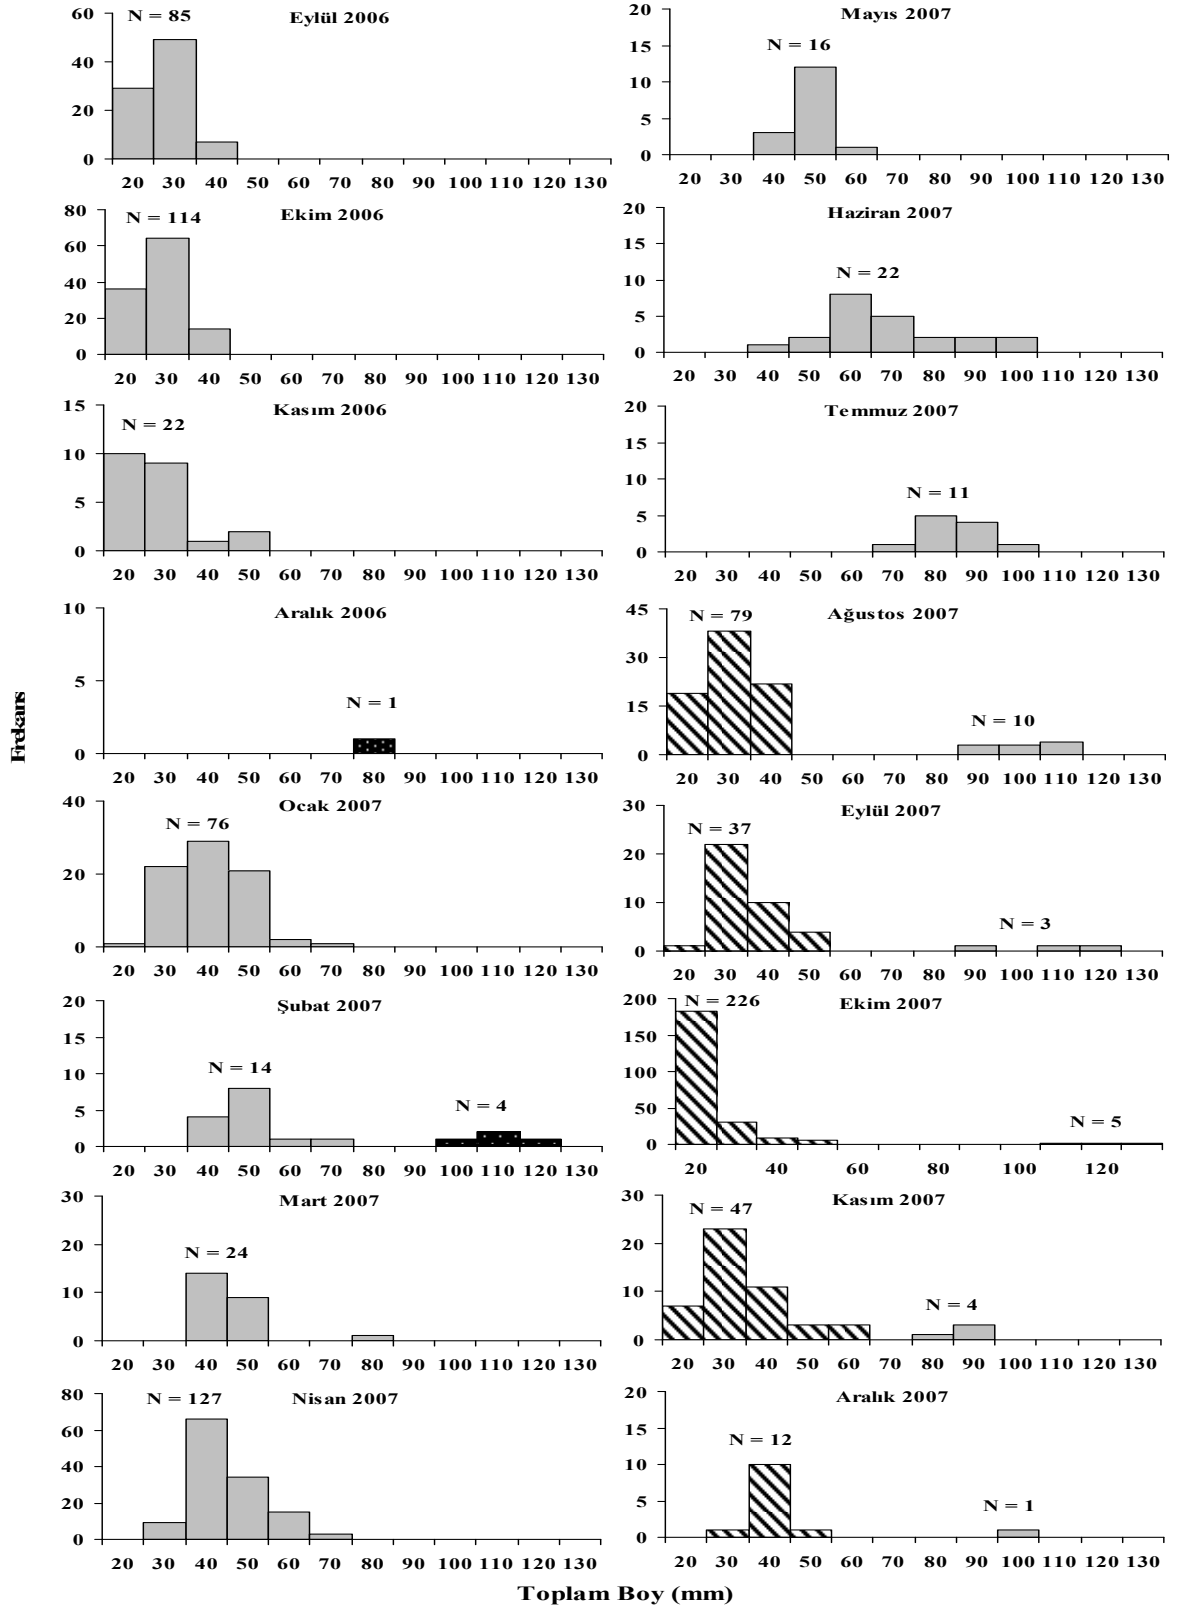 Frekans
Eylül 2006
N = 85
60
40
20
0
20 30 40 50 60 70 80 90 100 110 130
Ekim 2006
N = 114
80
60
40
20
0
20 30 40 50 60 70 80 90 100 110 130
Kasım 2006
N = 22
15
10
5
0
20 30 40 50 60 70 80 90 100 110 130
Aralık 2006
N = 1
10
5
0
20 30 40 50 60 70 80 90 100 110 130
Ocak 2007
N = 76
40
20
0
20 30 40 50 60 70 80 90 100 110 130
Şubat 2007
N = 14
N = 4
20
15
10
5
0
20 30 40 50 60 70 80 90 100 110 130
Mart 2007
N = 24
30
20
10
0
20 30 40 50 60 70 80 90 100 110 130
Nisan 2007
N = 127
80
60
40
20
0
20 30 40 50 60 70 80 90 100 110 130
Mayıs 2007
N = 16
20
15
10
5
0
20 30 40 50 60 70 80 90 100 110 130
Haziran 2007
N = 22
20
15
10
5
0
20 30 40 50 60 70 80 90 100 110 130
Temmuz 2007
N = 11
20
15
10
5
0
20 30 40 50 60 70 80 90 100 110 130
Ağustos 2007
N = 79
N = 10
45
30
15
0
20 30 40 50 60 70 80 90 100 110 130
Eylül 2007
N = 37
N = 3
30
20
10
0
20 30 40 50 60 70 80 90 100 110 130
Ekim 2007
N = 226
N = 5
200
150
100
50
0
20 40 60 80 100 120
Kasım 2007
N = 47
N = 4
30
20
10
0
20 30 40 50 60 70 80 90 100 110 130
Aralık 2007
N = 12
N = 1
20
15
10
5
0
20 30 40 50 60 70 80 90 100 110 130
Toplam Boy (mm)